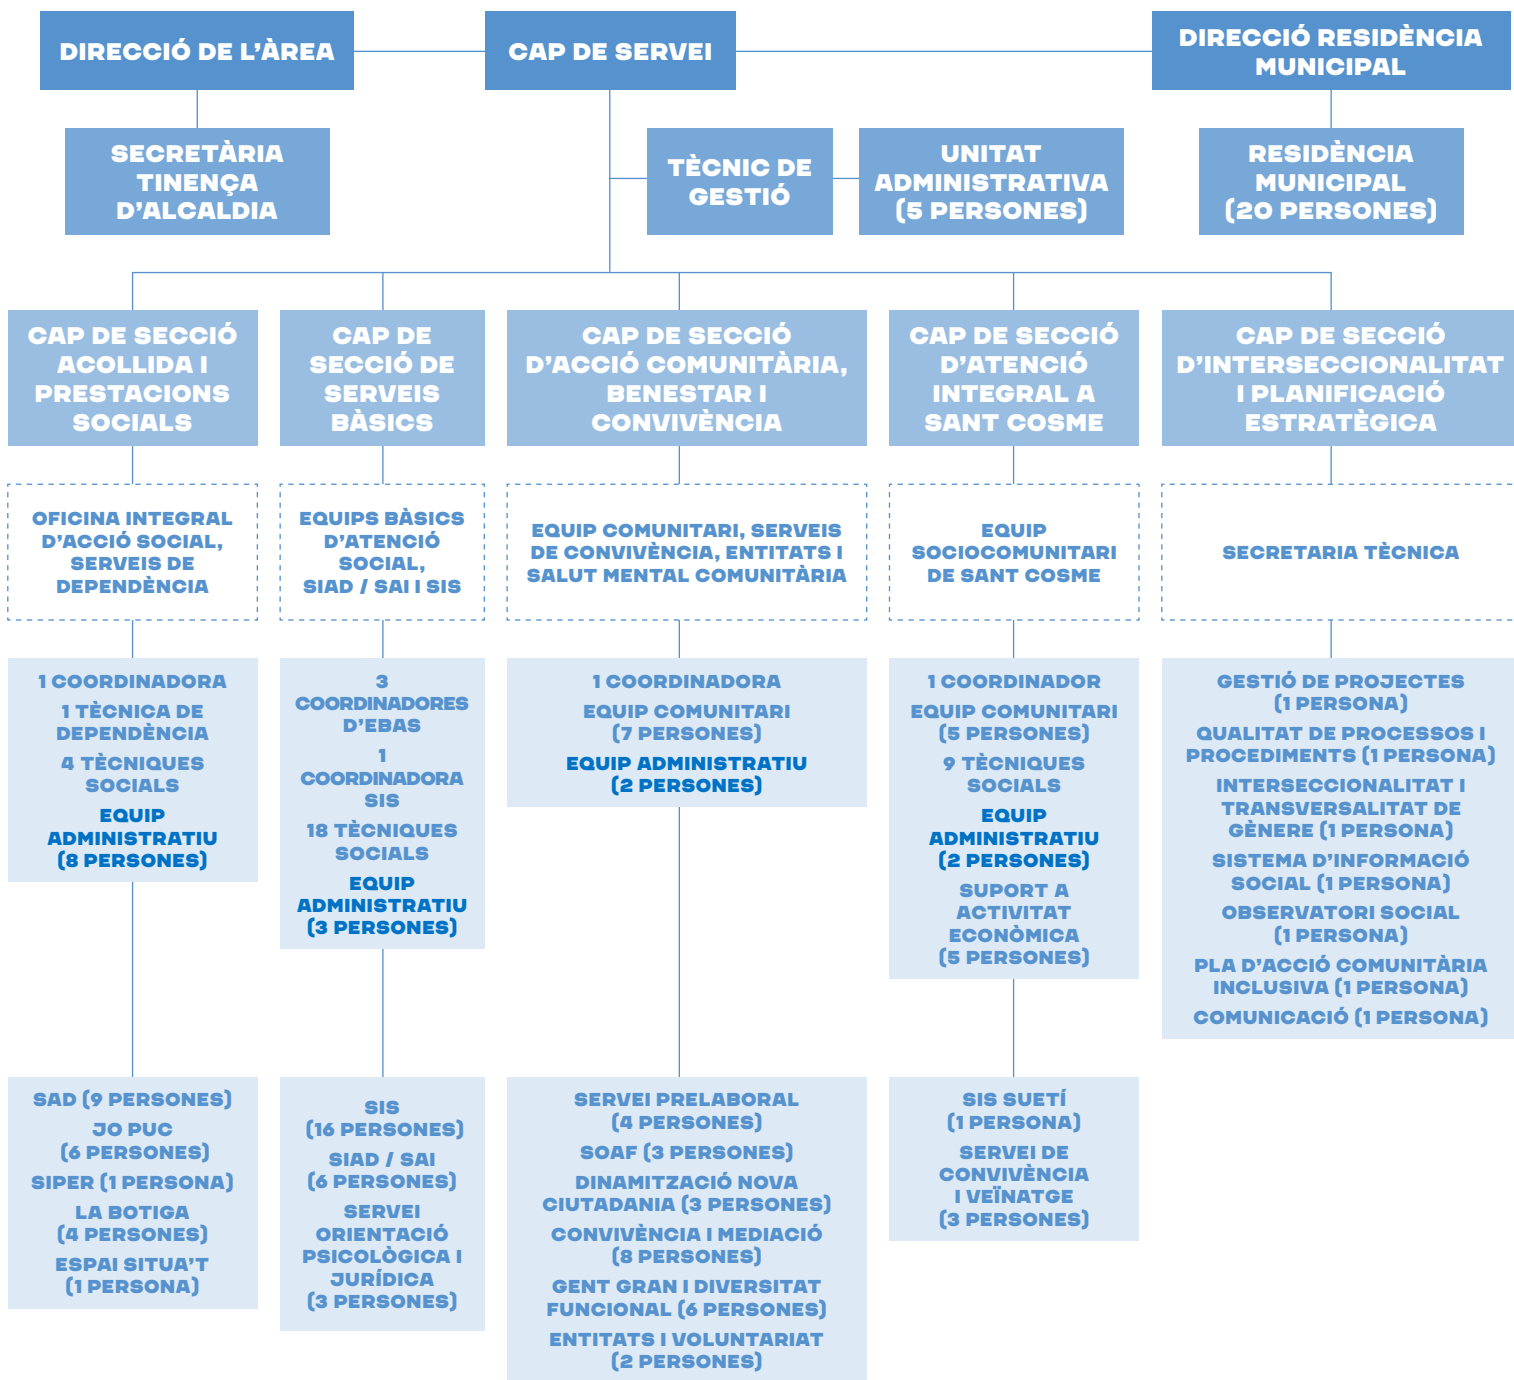 DIRECCIÓ DE L'ÀREA
CAP DE SERVEI
DIRECCIÓ RESIDÈNCIA
MUNICIPAL
SECRETÀRIA
TINENÇA
D'ALCALDIA
TÈCNIC DE
GESTIÓ
UNITAT
ADMINISTRATIVA
(5 PERSONES)
RESIDÈNCIA
MUNICIPAL
(20 PERSONES)
CAP DE SECCIÓ
ACOLLIDA I
PRESTACIONS
SOCIALS
CAP DE
SECCIÓ DE
SERVEIS
BÀSICS
CAP DE SECCIÓ
D'ACCIÓ COMUNITÀRIA,
BENESTAR I
CONVIVÈNCIA
CAP DE SECCIÓ
D'ATENCIÓ
INTEGRAL A
SANT COSME
CAP DE SECCIÓ
D'INTERSECCIONALITAT
I PLANIFICACIÓ
ESTRATÈGICA
OFICINA INTEGRAL
D'ACCIÓ SOCIAL,
SERVEIS DE
DEPENDÈNCIA
EQUIPS BÀSICS
D'ATENCIÓ
SOCIAL,
SIAD / SAI I SIS
EQUIP COMUNITARI, SERVEIS
DE CONVIVÈNCIA, ENTITATS I
SALUT MENTAL COMUNITÀRIA
EQUIP
SOCIOCOMUNITARI
DE SANT COSME
SECRETARIA TÈCNICA
1 COORDINADORA
1 TÈCNICA DE
DEPENDÈNCIA
4 TÈCNIQUES
SOCIALS
EQUIP
ADMINISTRATIU
(8 PERSONES)
3
COORDINADORES
D'EBAS
1
COORDINADORA
SIS
18 TÈCNIQUES
SOCIALS
EQUIP
ADMINISTRATIU
(3 PERSONES)
1 COORDINADORA
EQUIP COMUNITARI
(7 PERSONES)
EQUIP ADMINISTRATIU
(2 PERSONES)
1 COORDINADOR
EQUIP COMUNITARI
(5 PERSONES)
9 TÈCNIQUES
SOCIALS
EQUIP
ADMINISTRATIU
(2 PERSONES)
SUPORT A
ACTIVITAT
ECONÒMICA
(5 PERSONES)
GESTIÓ DE PROJECTES
(1 PERSONA)
QUALITAT DE PROCESSOS I
PROCEDIMENTS (1 PERSONA)
INTERSECCIONALITAT I
TRANSVERSALITAT DE
GÈNERE (1 PERSONA)
SISTEMA D'INFORMACIÓ
SOCIAL (1 PERSONA)
OBSERVATORI SOCIAL
(1 PERSONA)
PLA D'ACCIÓ COMUNITÀRIA
INCLUSIVA (1 PERSONA)
COMUNICACIÓ (1 PERSONA)
SAD (9 PERSONES)
JO PUC
(6 PERSONES)
SIPER (1 PERSONA)
LA BOTIGA
(4 PERSONES)
ESPAI SITUA'T
(1 PERSONA)
SIS
(16 PERSONES)
SIAD / SAI
(6 PERSONES)
SERVEI
ORIENTACIÓ
PSICOLÒGICA I
JURÍDICA
(3 PERSONES)
SERVEI PRELABORAL
(4 PERSONES)
SOAF (3 PERSONES)
DINAMITZACIÓ NOVA
CIUTADANIA (3 PERSONES)
CONVIVÈNCIA I MEDIACIÓ
(8 PERSONES)
GENT GRAN I DIVERSITAT
FUNCIONAL (6 PERSONES)
ENTITATS I VOLUNTARIAT
(2 PERSONES)
SIS SUETÍ
(1 PERSONA)
SERVEI DE
CONVIVÈNCIA
I VEÏNATGE
(3 PERSONES)